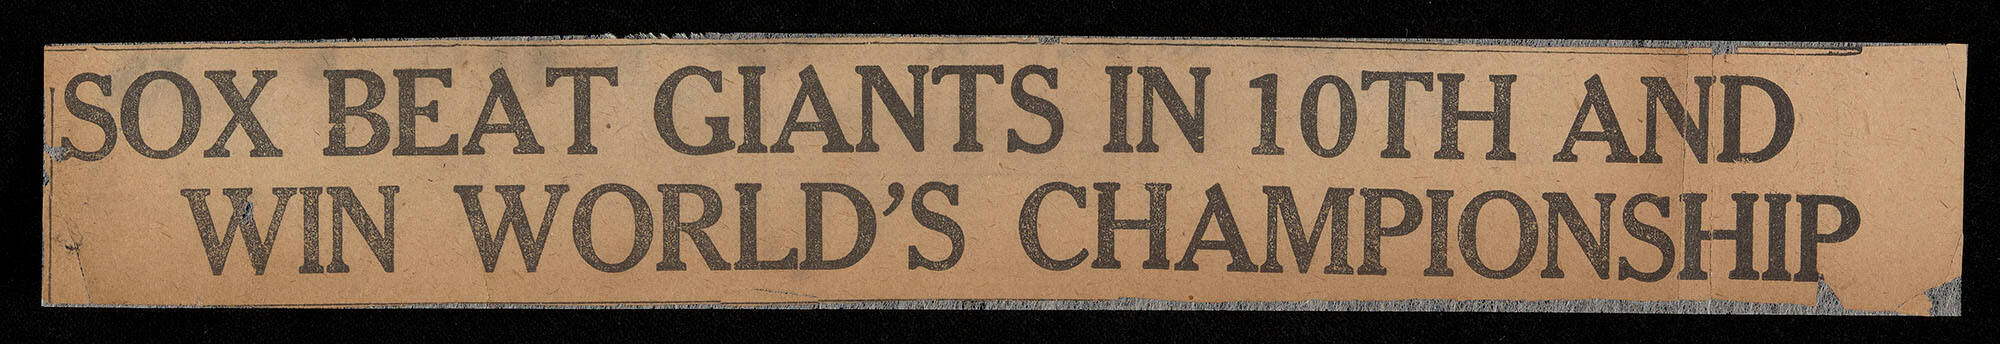 SOX BEAT GIANTS IN 10TH AND
WIN WORLD'S CHAMPIONSHIP